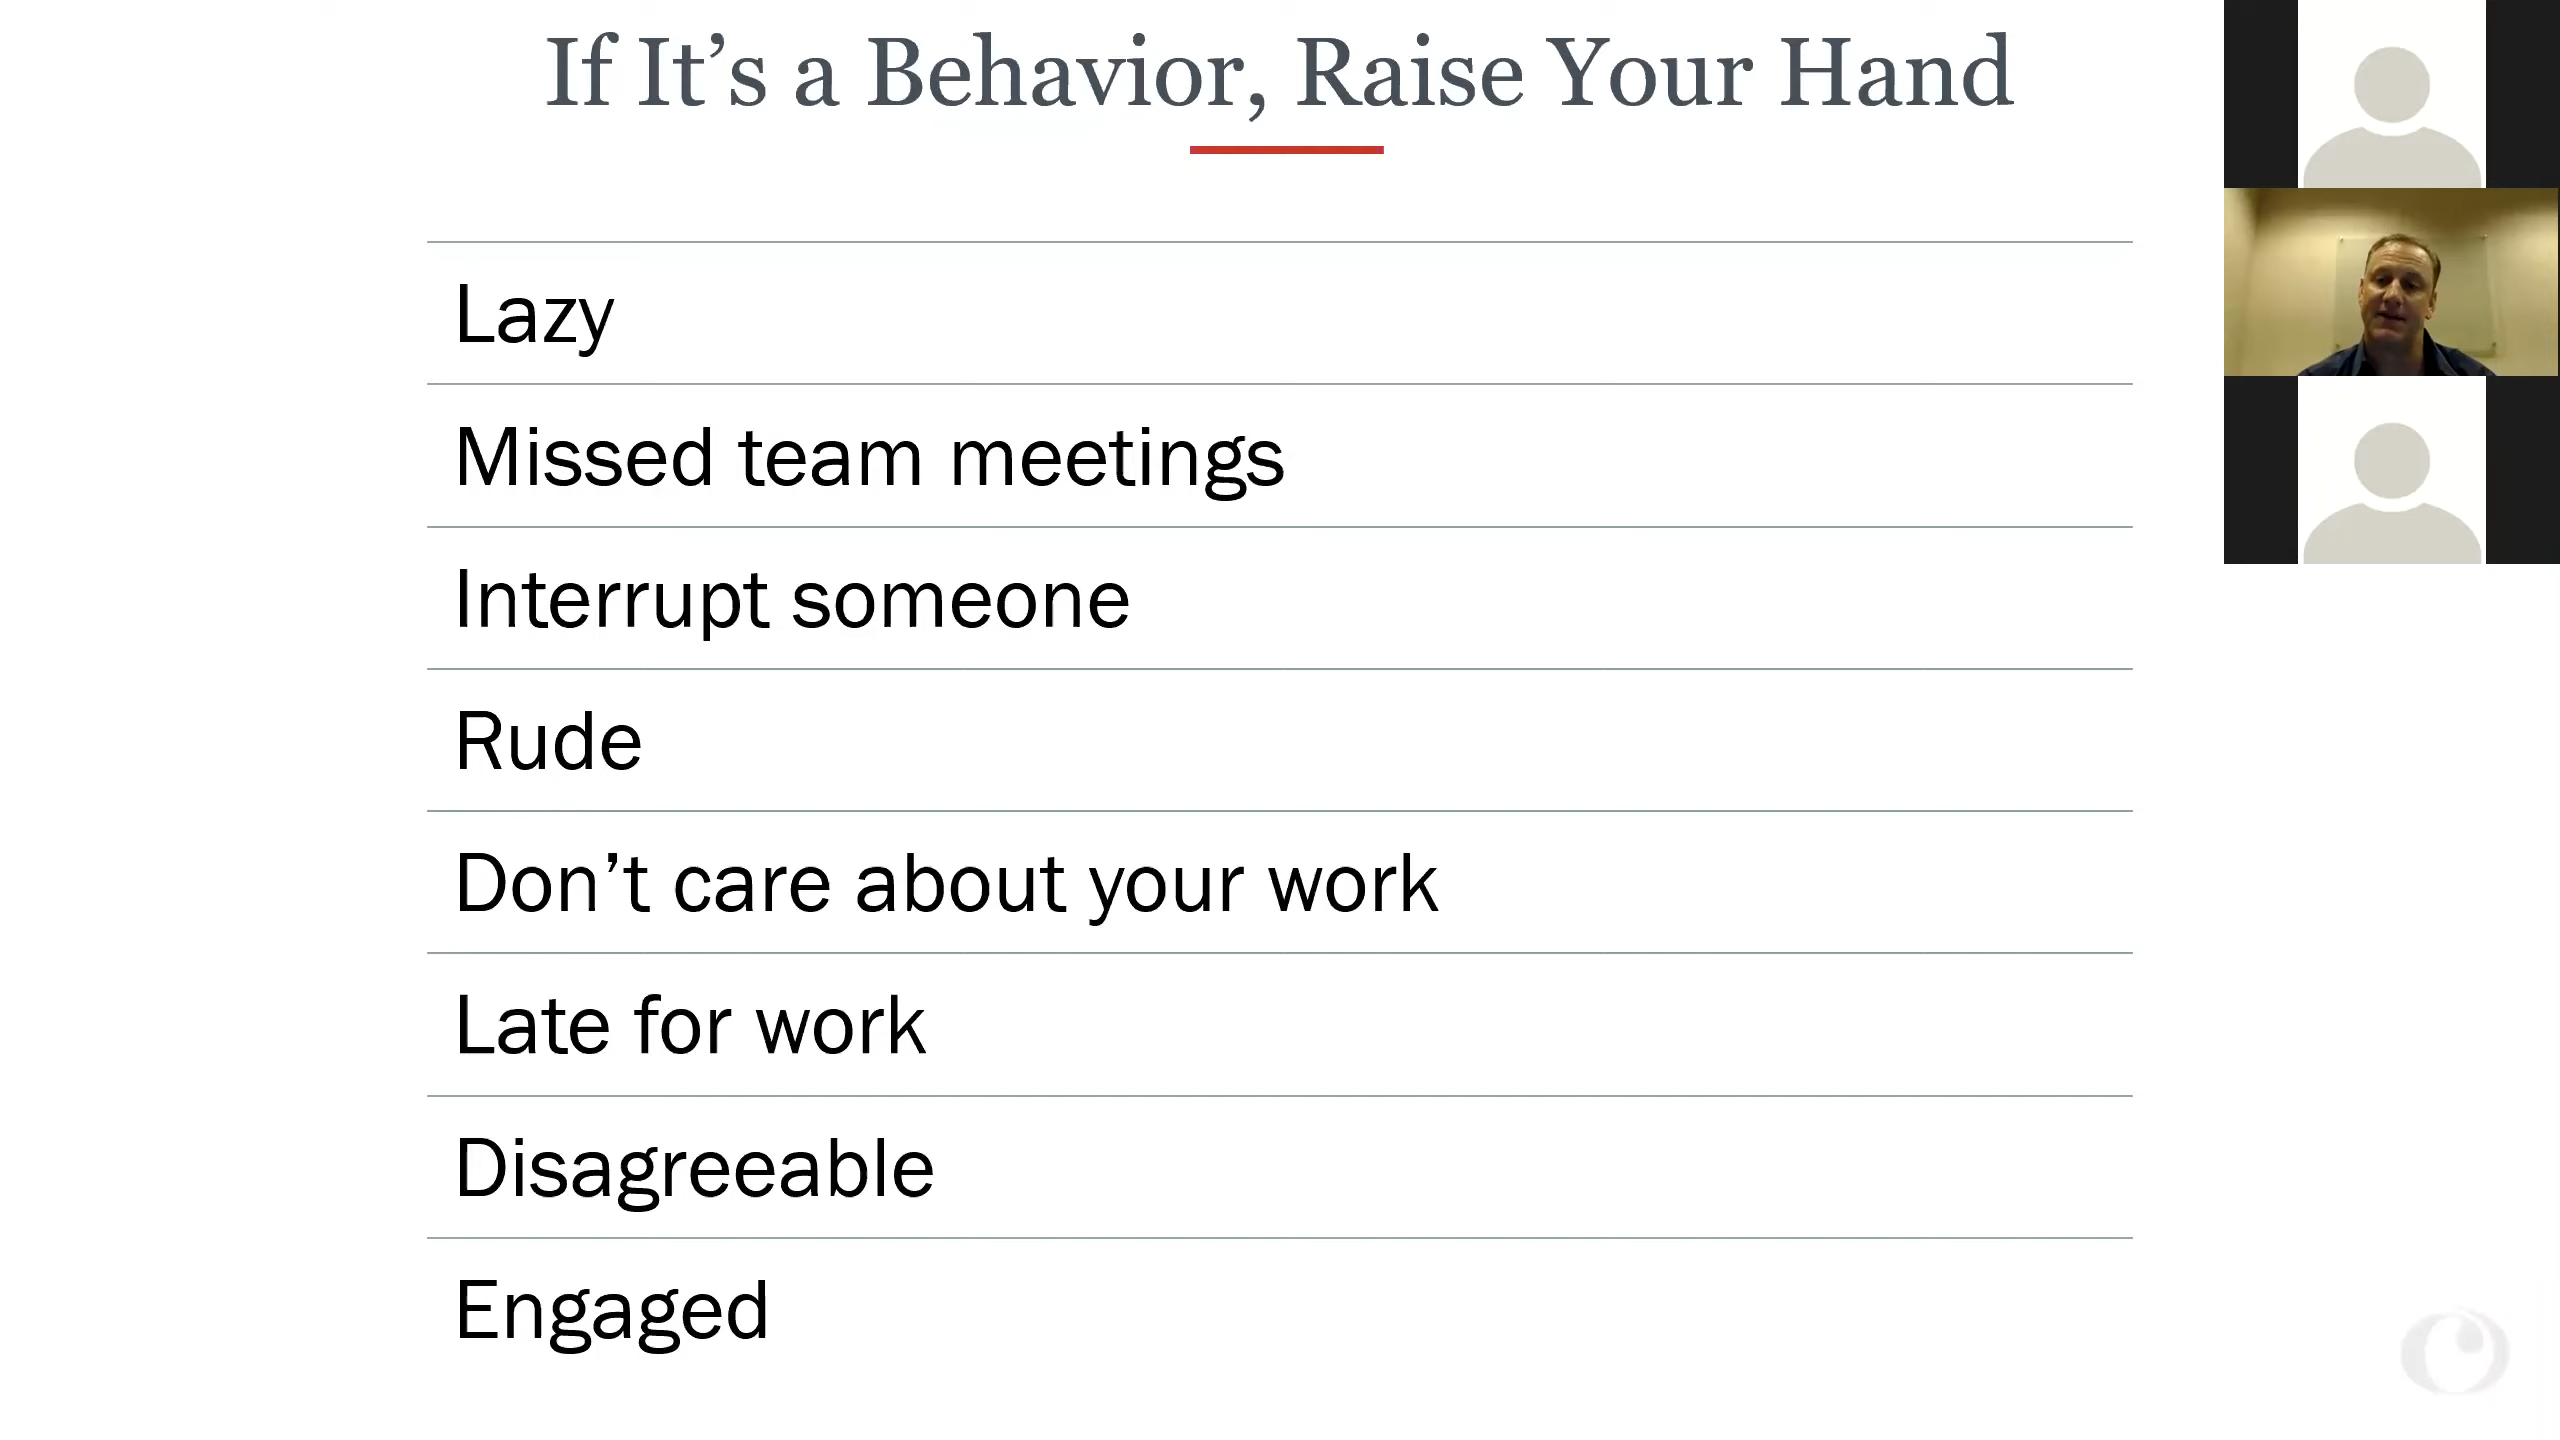 If It’s a Behavior, Raise Your Hand
Lazy
Missed team meetings
Interrupt someone
Rude
Don’t care about your work
Late for work
Disagreeable
Engaged